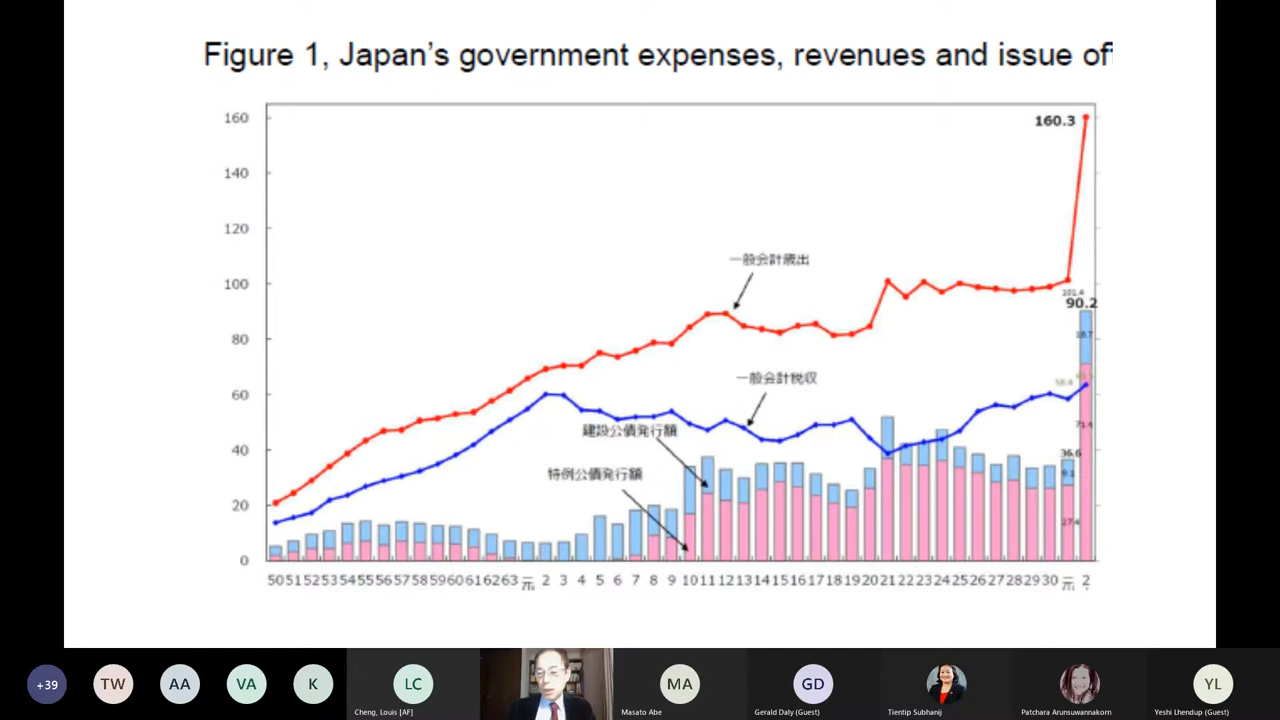 Figure 1, Japan's government expenses, revenues and issue of
160
140
120
100
80
60
40
20
0
160.3
一般会計歳出
101.4
90.2
18.7
一般会計税収
58.4
建設公債発行額
71.4
特例公債発行額
36.6
9.1
27.4
50 51 52 53 54 55 56 57 58 59 60 61 62 63 元 2 3 4 5 6 7 8 9 10 11 12 13 14 15 16 17 18 19 20 21 22 23 24 25 26 27 28 29 30 元 2
+39
TW
AA
VA
K
LC
MA
GD
YL
Cheng, Louis [AF]
Masato Abe
Gerald Daly (Guest)
Tientip Subhanij
Patchara Arunsuwannakorn
Yeshi Lhendup (Guest)